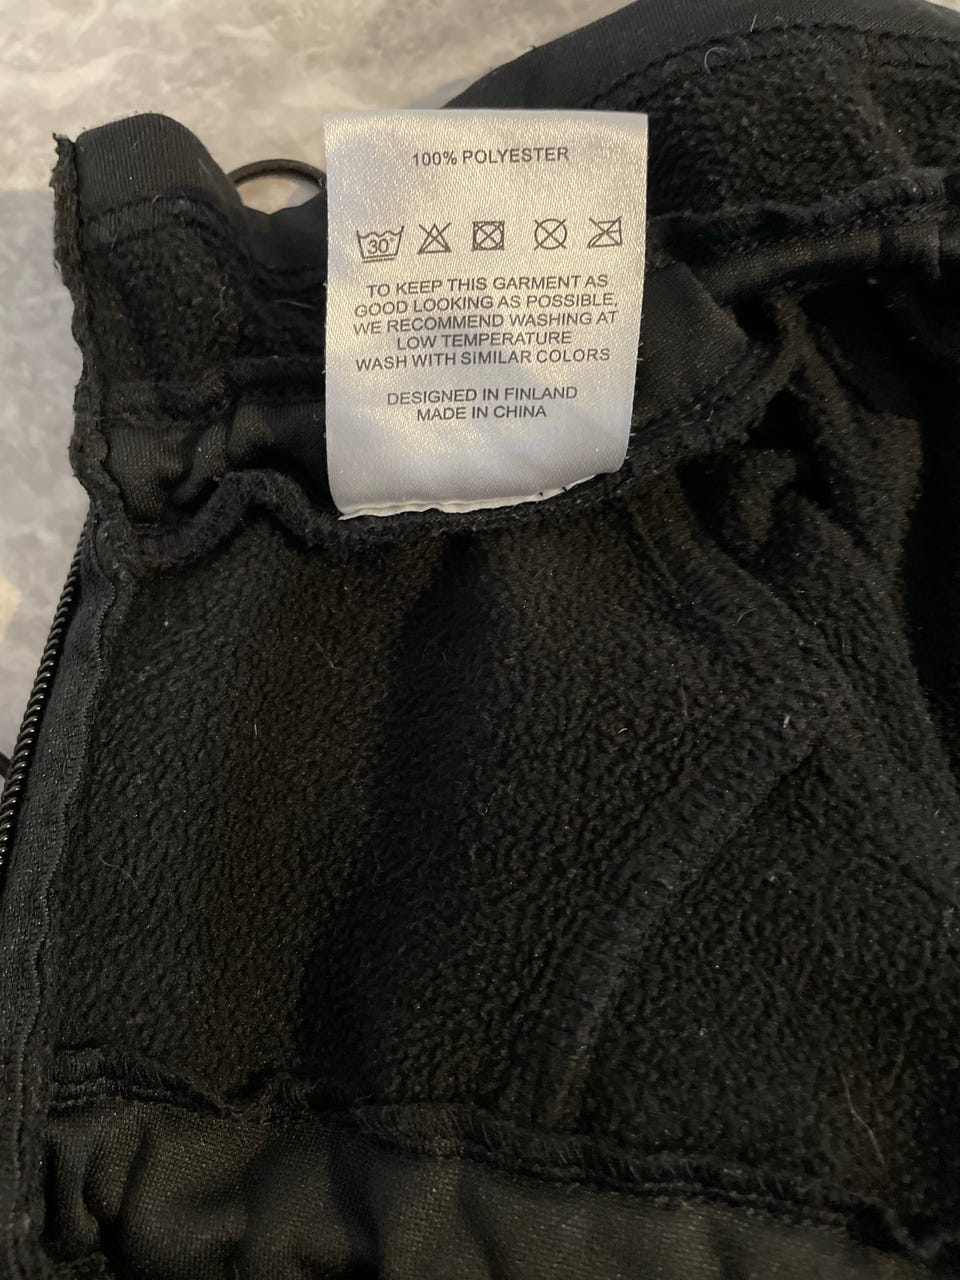 100% POLYESTER
30°
TO KEEP THIS GARMENT AS
GOOD LOOKING AS POSSIBLE,
WE RECOMMEND WASHING AT
LOW TEMPERATURE
WASH WITH SIMILAR COLORS
DESIGNED IN FINLAND
MADE IN CHINA